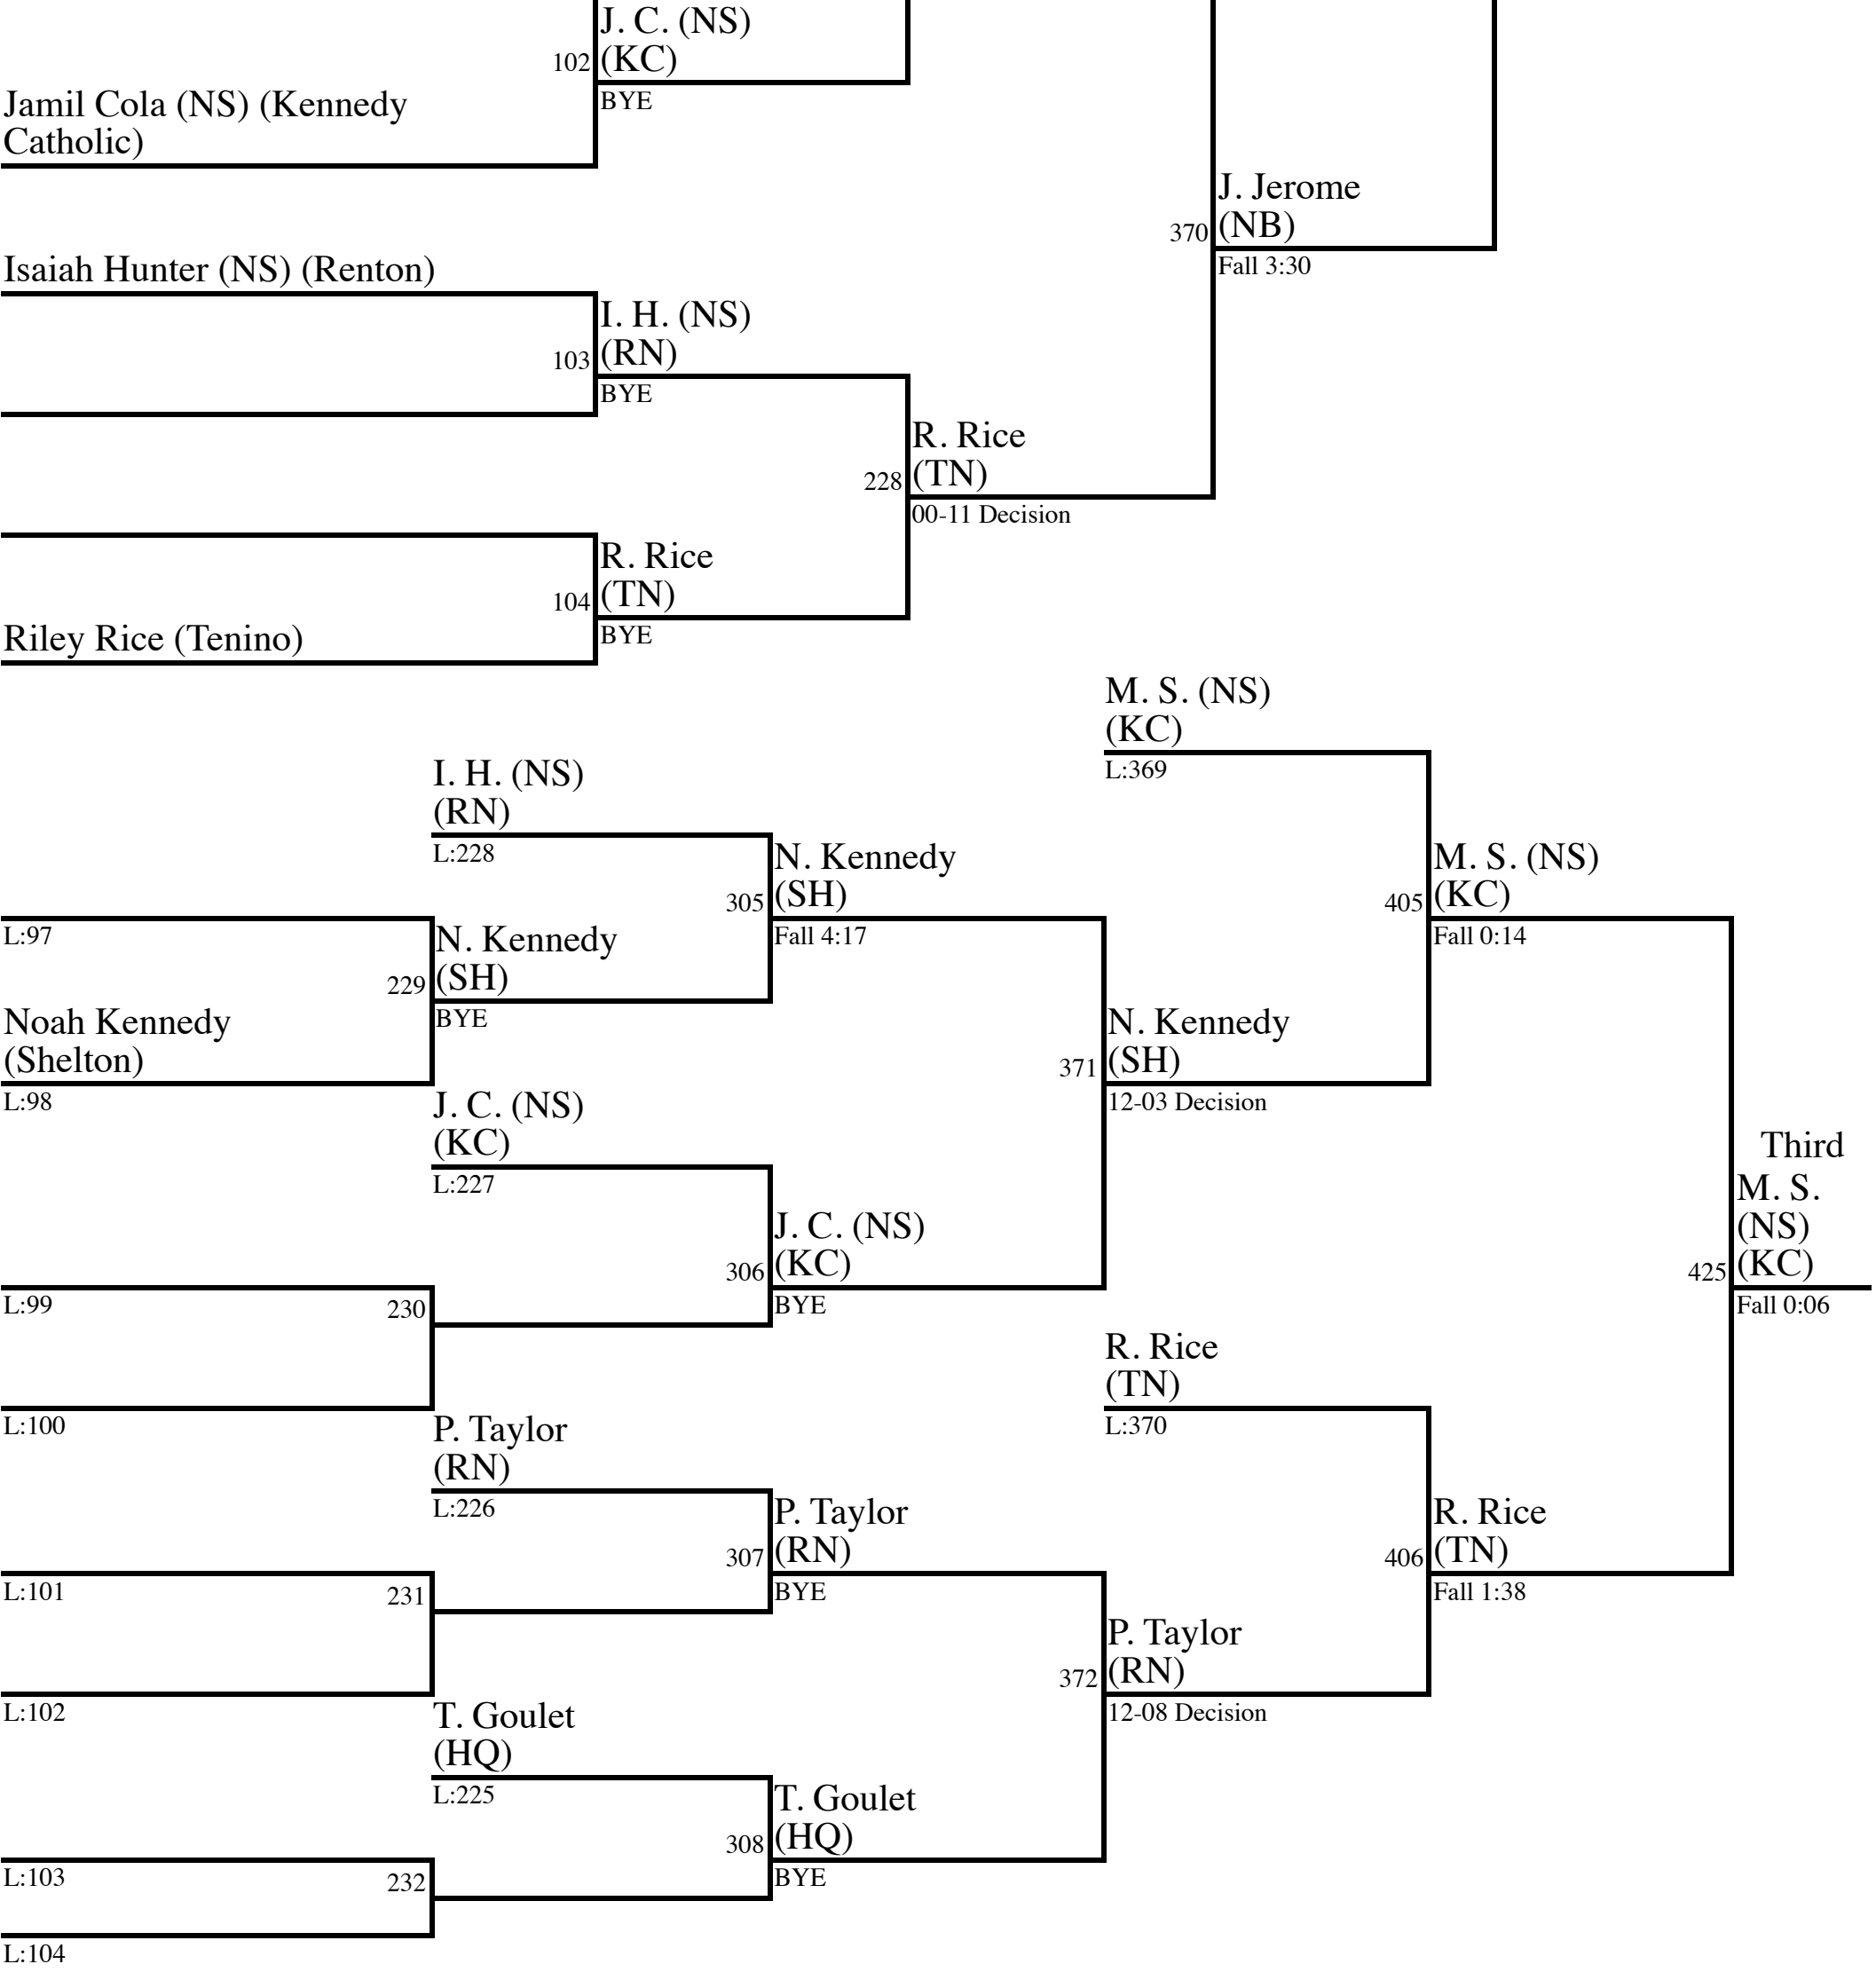 J. C. (NS)
102 (KC)
BYE
Jamil Cola (NS) (Kennedy
Catholic)
J. Jerome
370 (NB)
Fall 3:30
Isaiah Hunter (NS) (Renton)
I. H. (NS)
103 (RN)
BYE
R. Rice
228 (TN)
00-11 Decision
R. Rice
104 (TN)
BYE
Riley Rice (Tenino)
M. S. (NS)
(KC)
L:369
I. H. (NS)
(RN)
L:228
N. Kennedy
305 (SH)
Fall 4:17
M. S. (NS)
405 (KC)
Fall 0:14
L:97
N. Kennedy
229 (SH)
BYE
Noah Kennedy
(Shelton)
L:98
N. Kennedy
371 (SH)
12-03 Decision
J. C. (NS)
(KC)
L:227
Third
M. S.
(NS)
425 (KC)
Fall 0:06
J. C. (NS)
306 (KC)
BYE
L:99
230
L:100
R. Rice
(TN)
L:370
P. Taylor
(RN)
L:226
P. Taylor
307 (RN)
BYE
R. Rice
406 (TN)
Fall 1:38
L:101
231
L:102
P. Taylor
372 (RN)
12-08 Decision
T. Goulet
(HQ)
L:225
T. Goulet
308 (HQ)
BYE
L:103
232
L:104